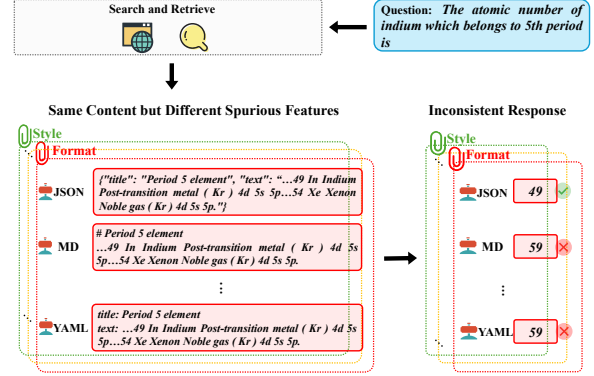 Search and Retrieve
Question: The atomic number of
indium which belongs to 5th period
is
Same Content but Different Spurious Features
Inconsistent Response
Style
Format
JSON
{"title": "Period 5 element", "text": “…49 In Indium
Post-transition metal ( Kr ) 4d 5s 5p…54 Xe Xenon
Noble gas ( Kr ) 4d 5s 5p."}
MD
# Period 5 element
…49 In Indium Post-transition metal ( Kr ) 4d 5s
5p…54 Xe Xenon Noble gas ( Kr ) 4d 5s 5p.
⋮
YAML
title: Period 5 element
text: …49 In Indium Post-transition metal ( Kr ) 4d 5s
5p…54 Xe Xenon Noble gas ( Kr ) 4d 5s 5p.
Style
Format
JSON 49
MD 59
⋮
YAML 59